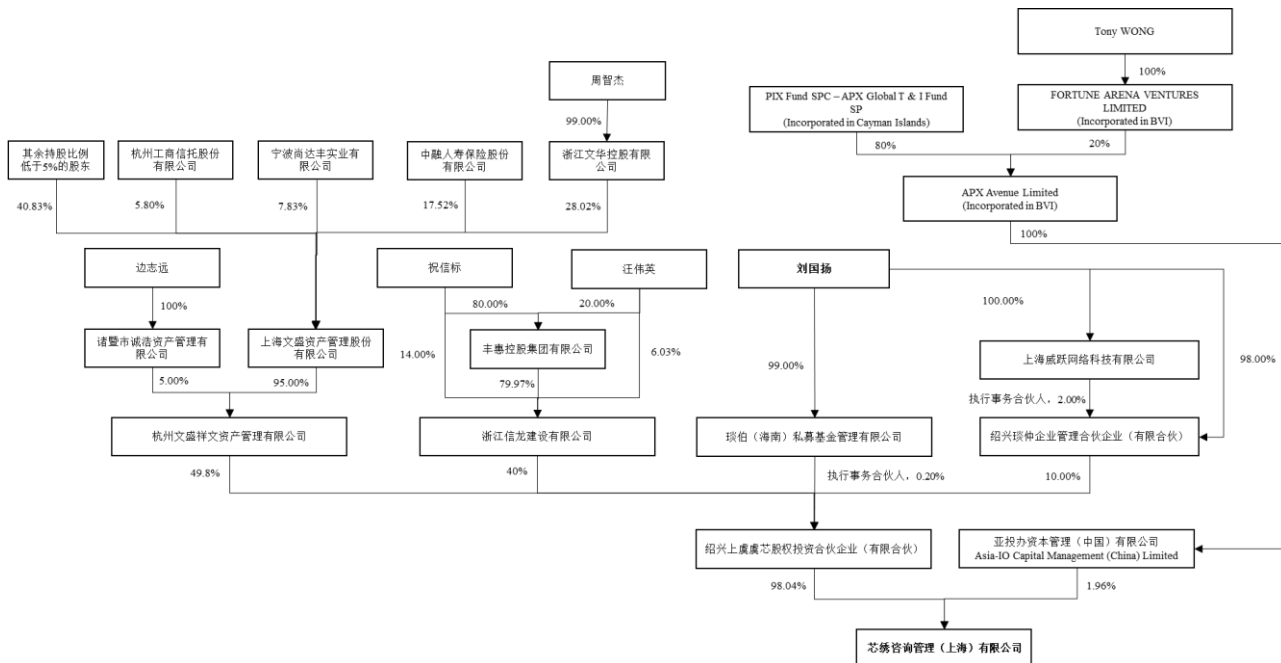 Tony WONG
100%
周智杰
PIX Fund SPC – APX Global T & I Fund
SP
(Incorporated in Cayman Islands)
FORTUNE ARENA VENTURES
LIMITED
(Incorporated in BVI)
99.00%
80%
20%
其余持股比例
低于5%的股东
杭州工商信托股份
有限公司
宁波尚达丰实业有
限公司
中融人寿保险股份
有限公司
浙江文华控股有限
公司
APX Avenue Limited
(Incorporated in BVI)
40.83%
5.80%
7.83%
17.52%
28.02%
100%
边志远
祝信标
汪伟英
刘国扬
100%
80.00%
20.00%
100.00%
诸暨市诚浩资产管理有
限公司
上海文盛资产管理股份
有限公司
14.00%
丰惠控股集团有限公司
6.03%
99.00%
上海威跃网络科技有限公司
98.00%
5.00%
95.00%
79.97%
执行事务合伙人，2.00%
杭州文盛祥文资产管理有限公司
浙江信龙建设有限公司
琰伯（海南）私募基金管理有限公司
绍兴琰仲企业管理合伙企业（有限合伙）
49.8%
40%
执行事务合伙人，0.20%
10.00%
绍兴上虞虞芯股权投资合伙企业（有限合伙）
亚投办资本管理（中国）有限公司
Asia-IO Capital Management (China) Limited
98.04%
1.96%
芯绣咨询管理（上海）有限公司